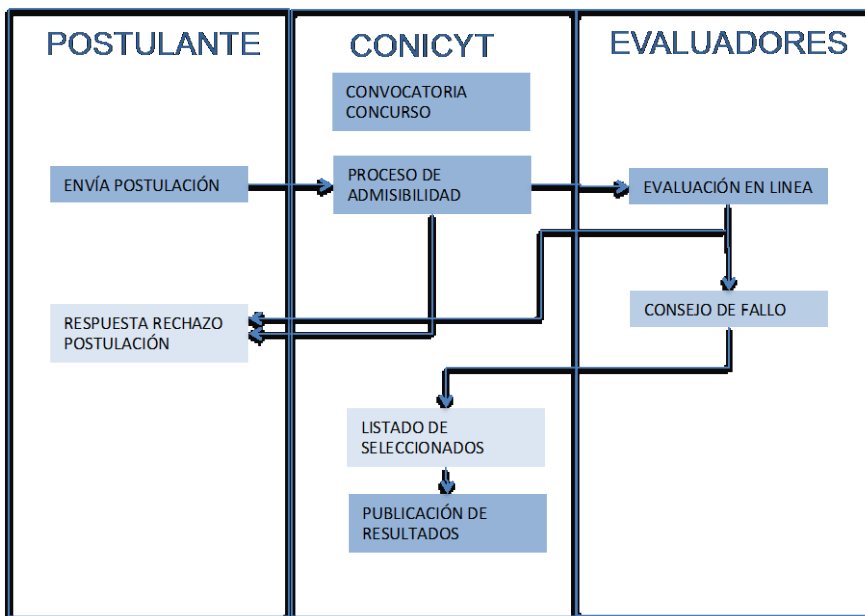 POSTULANTE
CONICYT
EVALUADORES
CONVOCATORIA
CONCURSO
ENVÍA POSTULACIÓN
PROCESO DE
ADMISIBILIDAD
EVALUACIÓN EN LINEA
RESPUESTA RECHAZO
POSTULACIÓN
CONSEJO DE FALLO
LISTADO DE
SELECCIONADOS
PUBLICACIÓN DE
RESULTADOS